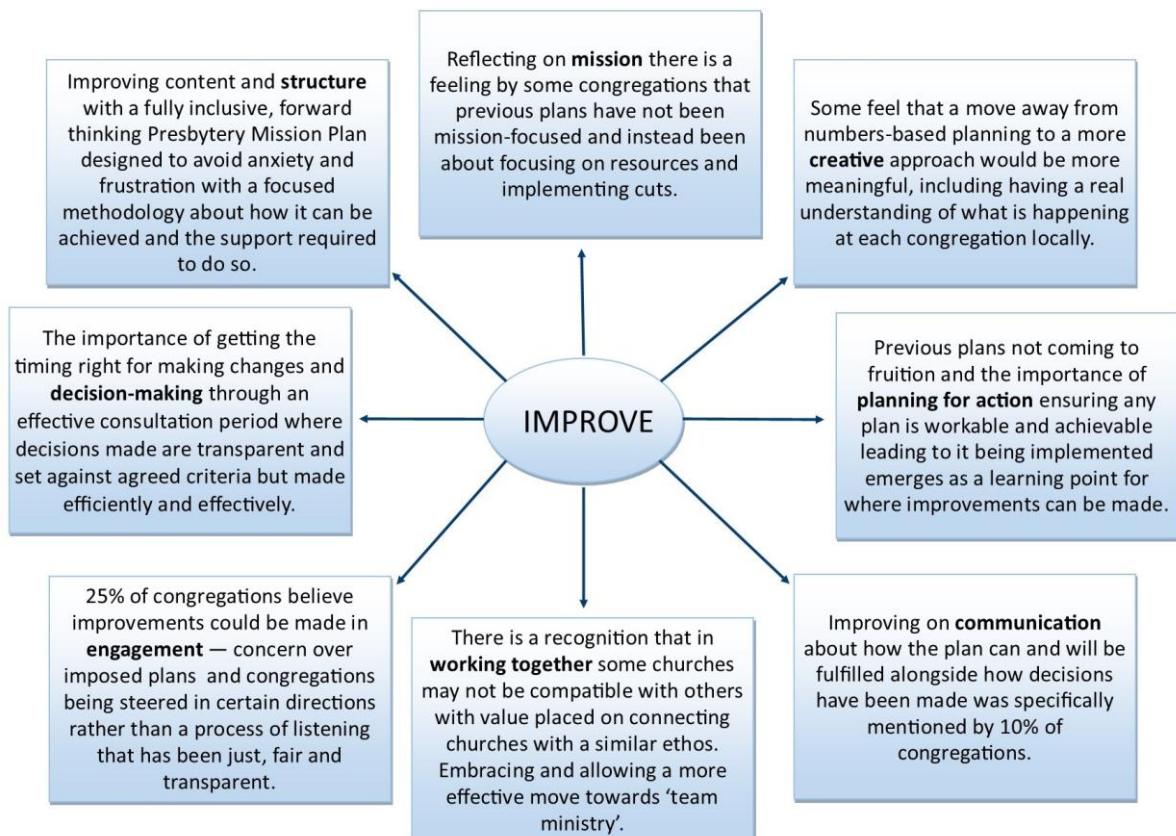 Improving content and structure
with a fully inclusive, forward
thinking Presbytery Mission Plan
designed to avoid anxiety and
frustration with a focused
methodology about how it can be
achieved and the support required
to do so.
Reflecting on mission there is a
feeling by some congregations that
previous plans have not been
mission-focused and instead been
about focusing on resources and
implementing cuts.
Some feel that a move away from
numbers-based planning to a more
creative approach would be more
meaningful, including having a real
understanding of what is happening
at each congregation locally.
The importance of getting the
timing right for making changes and
decision-making through an
effective consultation period where
decisions made are transparent and
set against agreed criteria but made
efficiently and effectively.
IMPROVE
Previous plans not coming to
fruition and the importance of
planning for action ensuring any
plan is workable and achievable
leading to it being implemented
emerges as a learning point for
where improvements can be made.
25% of congregations believe
improvements could be made in
engagement — concern over
imposed plans and congregations
being steered in certain directions
rather than a process of listening
that has been just, fair and
transparent.
There is a recognition that in
working together some churches
may not be compatible with others
with value placed on connecting
churches with a similar ethos.
Embracing and allowing a more
effective move towards ‘team
ministry’.
Improving on communication
about how the plan can and will be
fulfilled alongside how decisions
have been made was specifically
mentioned by 10% of
congregations.